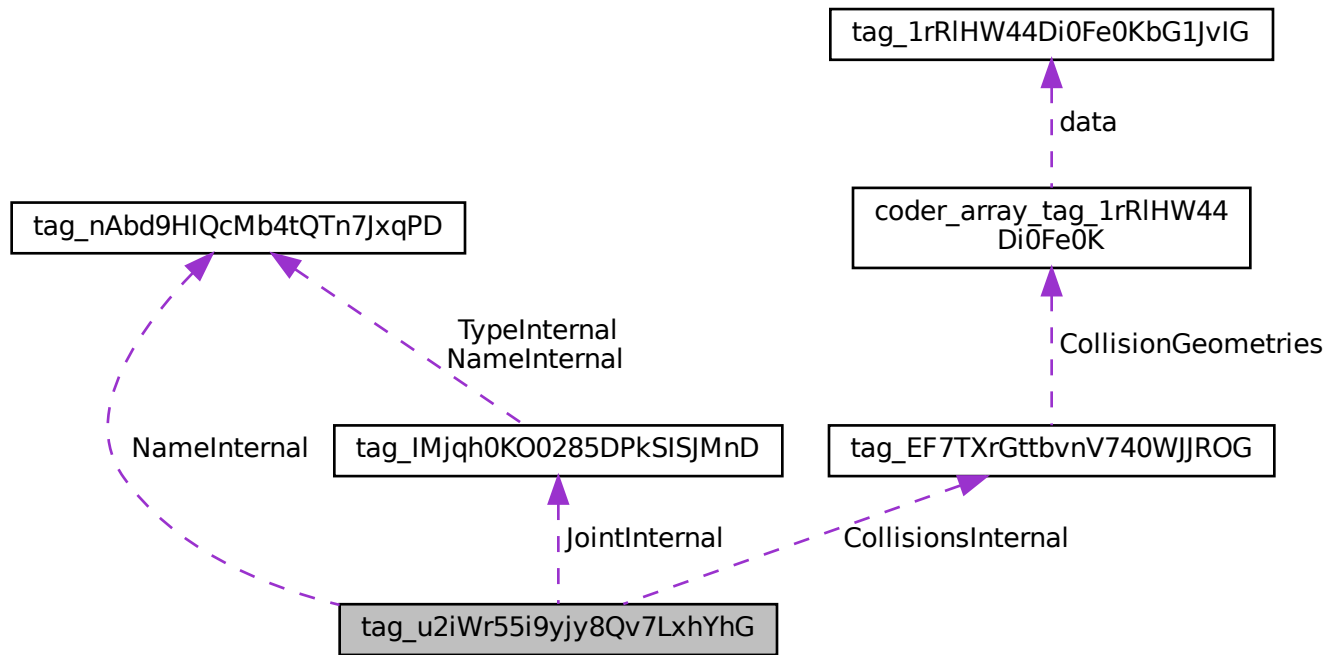 tag_1rRlHW44Di0Fe0KbG1JvIG
data
coder_array_tag_1rRlHW44
Di0Fe0K
tag_nAbd9HlQcMb4tQTn7JxqPD
TypeInternal
NameInternal
CollisionGeometries
NameInternal
tag_IMjqh0KO0285DPkSISJMnD
tag_EF7TXrGttbvnV740WJJROG
JointInternal
CollisionsInternal
tag_u2iWr55i9yjy8Qv7LxhYhG